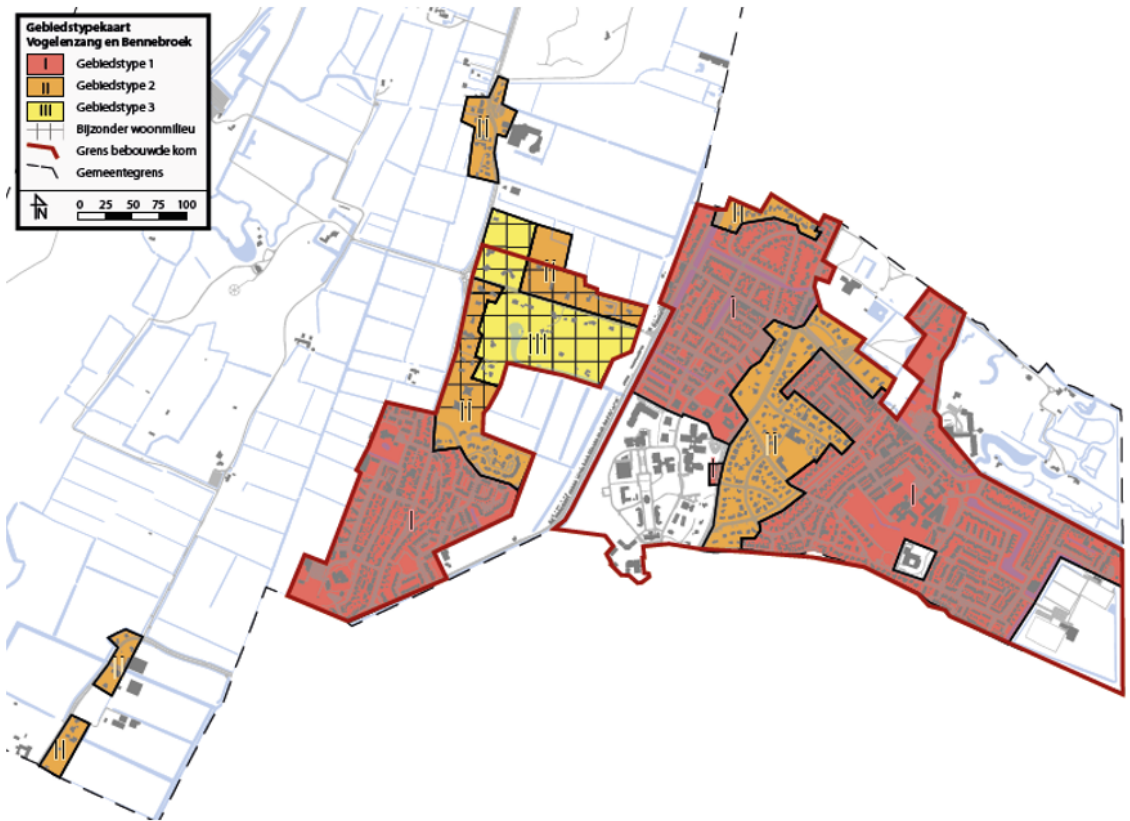 Gebiedstypekaart
Vogelenzang en Bennebroek
I Gebiedstype 1
II Gebiedstype 2
III Gebiedstype 3
Bijzonder woonmilieu
Grens bebouwde kom
Gemeentegrens
N 0 25 50 75 100
II
II
I
II
III
II
II
I
I
I
II
II